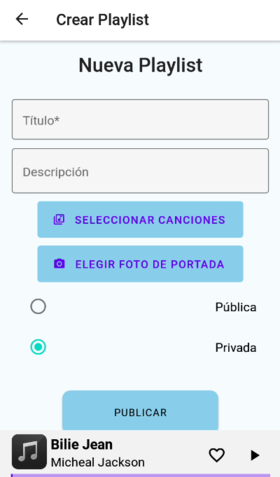 Crear Playlist
Nueva Playlist
Título*
Descripción
SELECCIONAR CANCIONES
ELEGIR FOTO DE PORTADA
Pública
Privada
PUBLICAR
Bilie Jean
Micheal Jackson